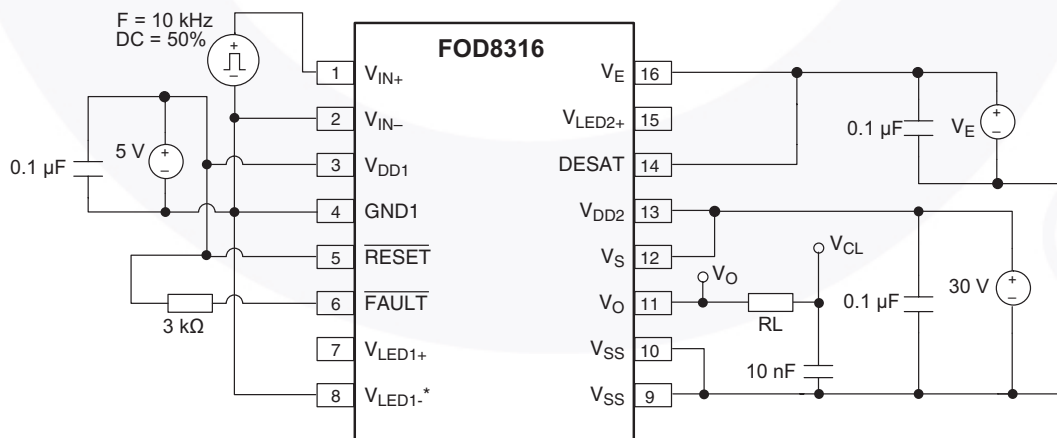 F = 10 kHz
DC = 50%
FOD8316
0.1 µF
5 V
3 kΩ
1 V_IN+
2 V_IN–
3 V_DD1
4 GND1
5 R̅E̅S̅E̅T̅
6 F̅A̅U̅L̅T̅
7 V_LED1+
8 V_LED1-*
V_E 16
V_LED2+ 15
DESAT 14
V_DD2 13
V_S 12
V_O 11
V_SS 10
V_SS 9
0.1 µF
V_E
V_O
V_CL
RL
10 nF
0.1 µF
30 V